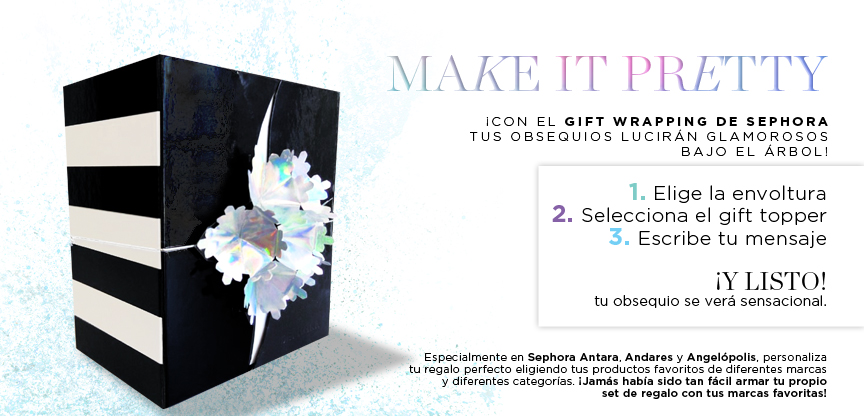 MAKE IT PRETTY
¡CON EL GIFT WRAPPING DE SEPHORA
TUS OBSEQUIOS LUCIRÁN GLAMOROSOS
BAJO EL ÁRBOL!
1. Elige la envoltura
2. Selecciona el gift topper
3. Escribe tu mensaje
¡Y LISTO!
tu obsequio se verá sensacional.
Especialmente en Sephora Antara, Andares y Angelópolis, personaliza
tu regalo perfecto eligiendo tus productos favoritos de diferentes marcas
y diferentes categorías. ¡Jamás había sido tan fácil armar tu propio
set de regalo con tus marcas favoritas!